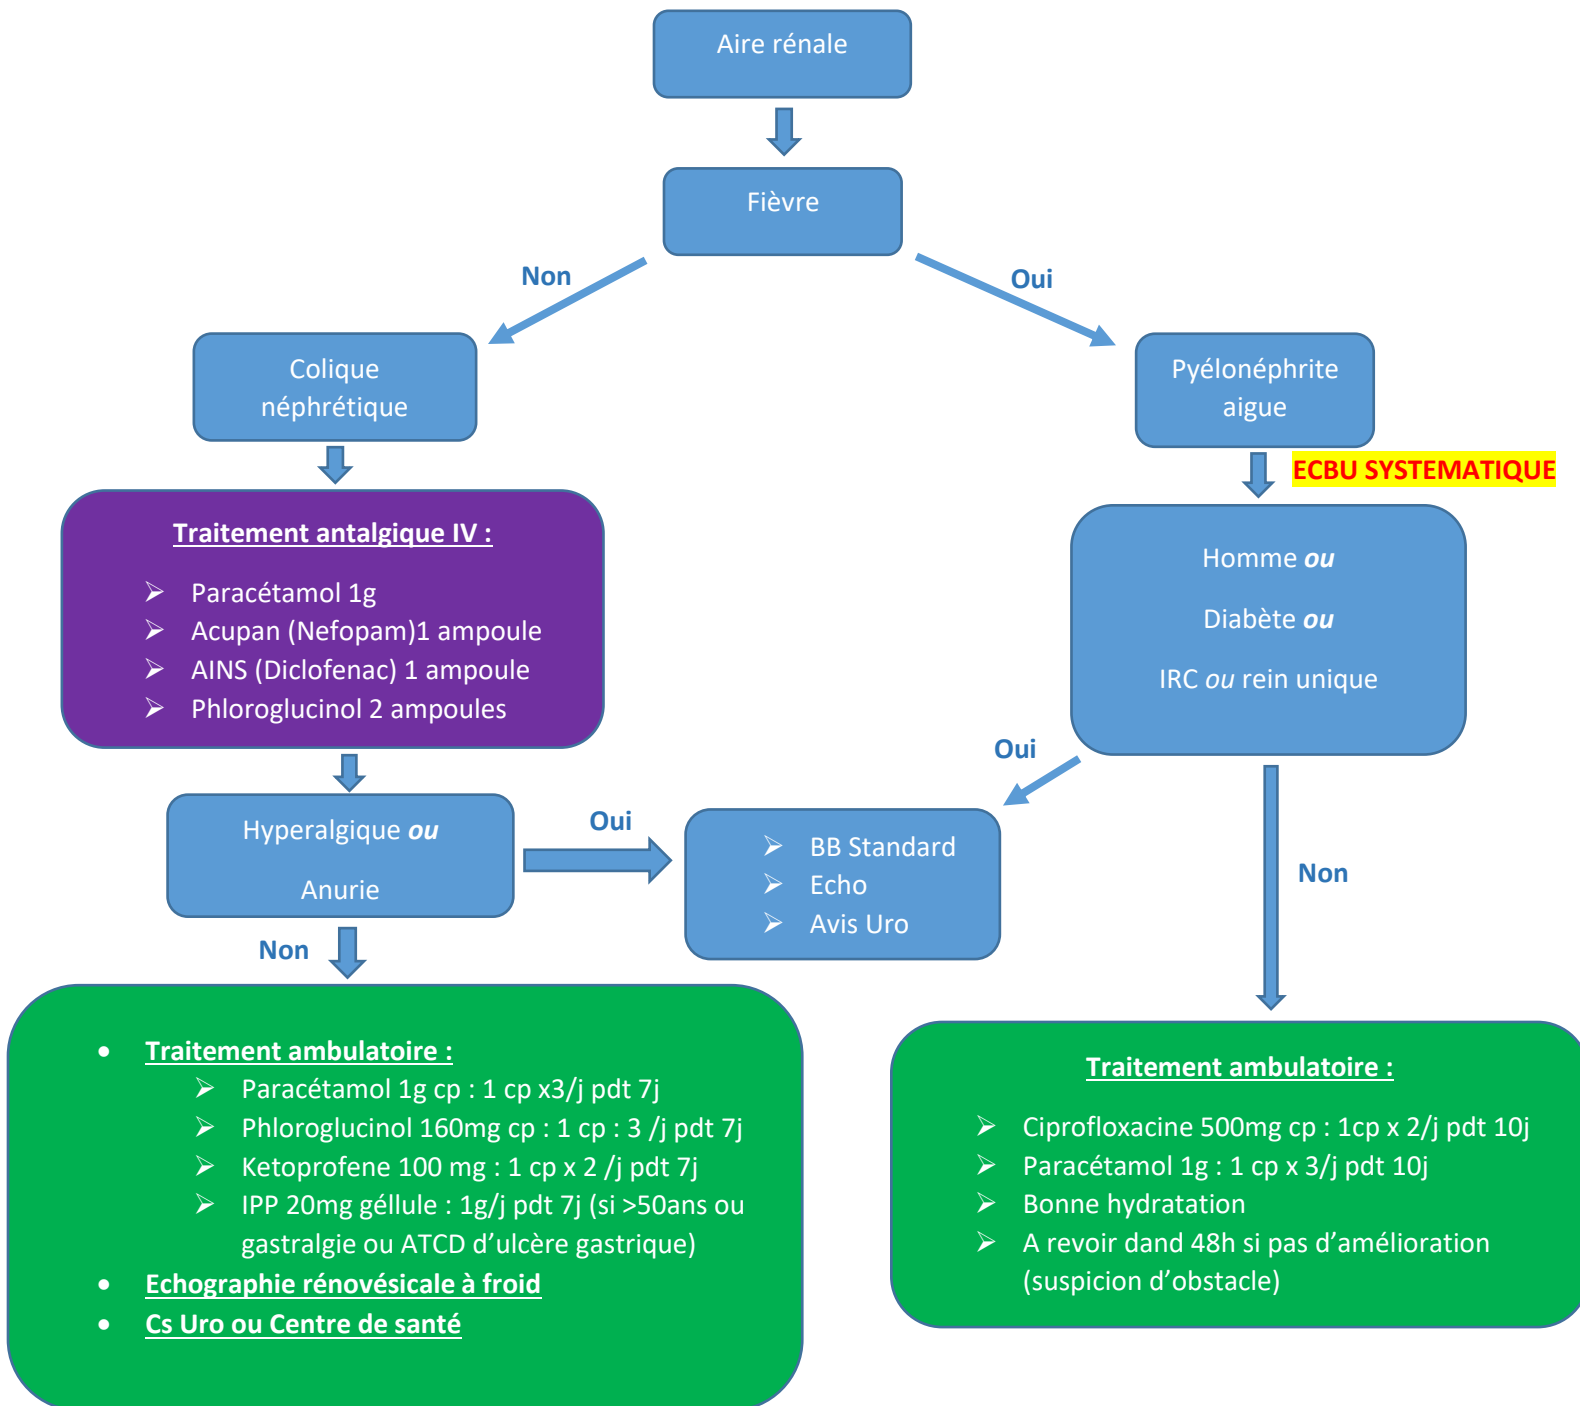 Aire rénale
Fièvre
Non
Oui
Colique
néphrétique
Pyélonéphrite
aigue
ECBU SYSTEMATIQUE
Traitement antalgique IV :
➢ Paracétamol 1g
➢ Acupan (Nefopam)1 ampoule
➢ AINS (Diclofenac) 1 ampoule
➢ Phloroglucinol 2 ampoules
Homme ou
Diabète ou
IRC ou rein unique
Oui
Hyperalgique ou
Anurie
Oui
➢ BB Standard
➢ Echo
➢ Avis Uro
Non
Non
• Traitement ambulatoire :
➢ Paracétamol 1g cp : 1 cp x3/j pdt 7j
➢ Phloroglucinol 160mg cp : 1 cp : 3 /j pdt 7j
➢ Ketoprofene 100 mg : 1 cp x 2 /j pdt 7j
➢ IPP 20mg géllule : 1g/j pdt 7j (si >50ans ou
gastralgie ou ATCD d’ulcère gastrique)
• Echographie rénovésicale à froid
• Cs Uro ou Centre de santé
Traitement ambulatoire :
➢ Ciprofloxacine 500mg cp : 1cp x 2/j pdt 10j
➢ Paracétamol 1g : 1 cp x 3/j pdt 10j
➢ Bonne hydratation
➢ A revoir dand 48h si pas d’amélioration
(suspicion d’obstacle)